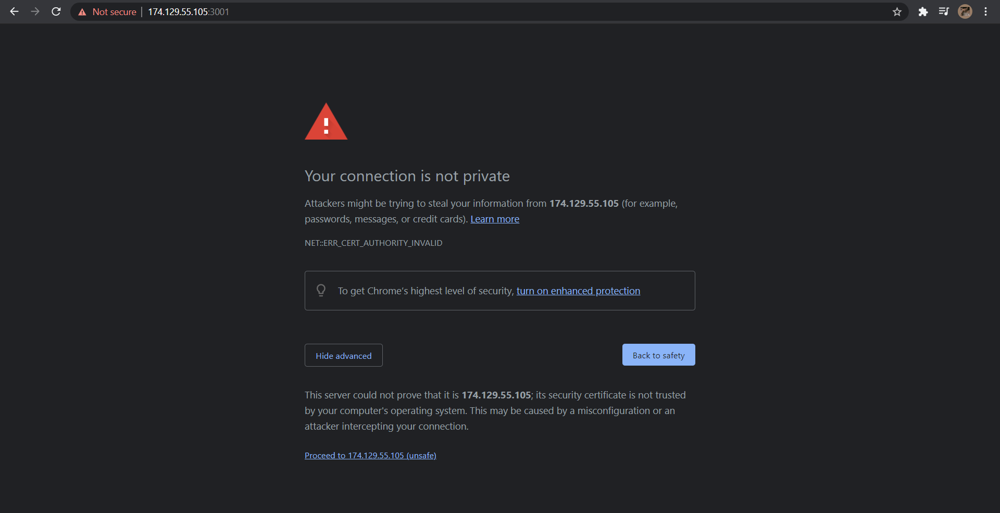 Not secure | 174.129.55.105:3001
Your connection is not private
Attackers might be trying to steal your information from 174.129.55.105 (for example,
passwords, messages, or credit cards). Learn more
NET::ERR_CERT_AUTHORITY_INVALID
To get Chrome's highest level of security, turn on enhanced protection
Hide advanced
Back to safety
This server could not prove that it is 174.129.55.105; its security certificate is not trusted
by your computer's operating system. This may be caused by a misconfiguration or an
attacker intercepting your connection.
Proceed to 174.129.55.105 (unsafe)